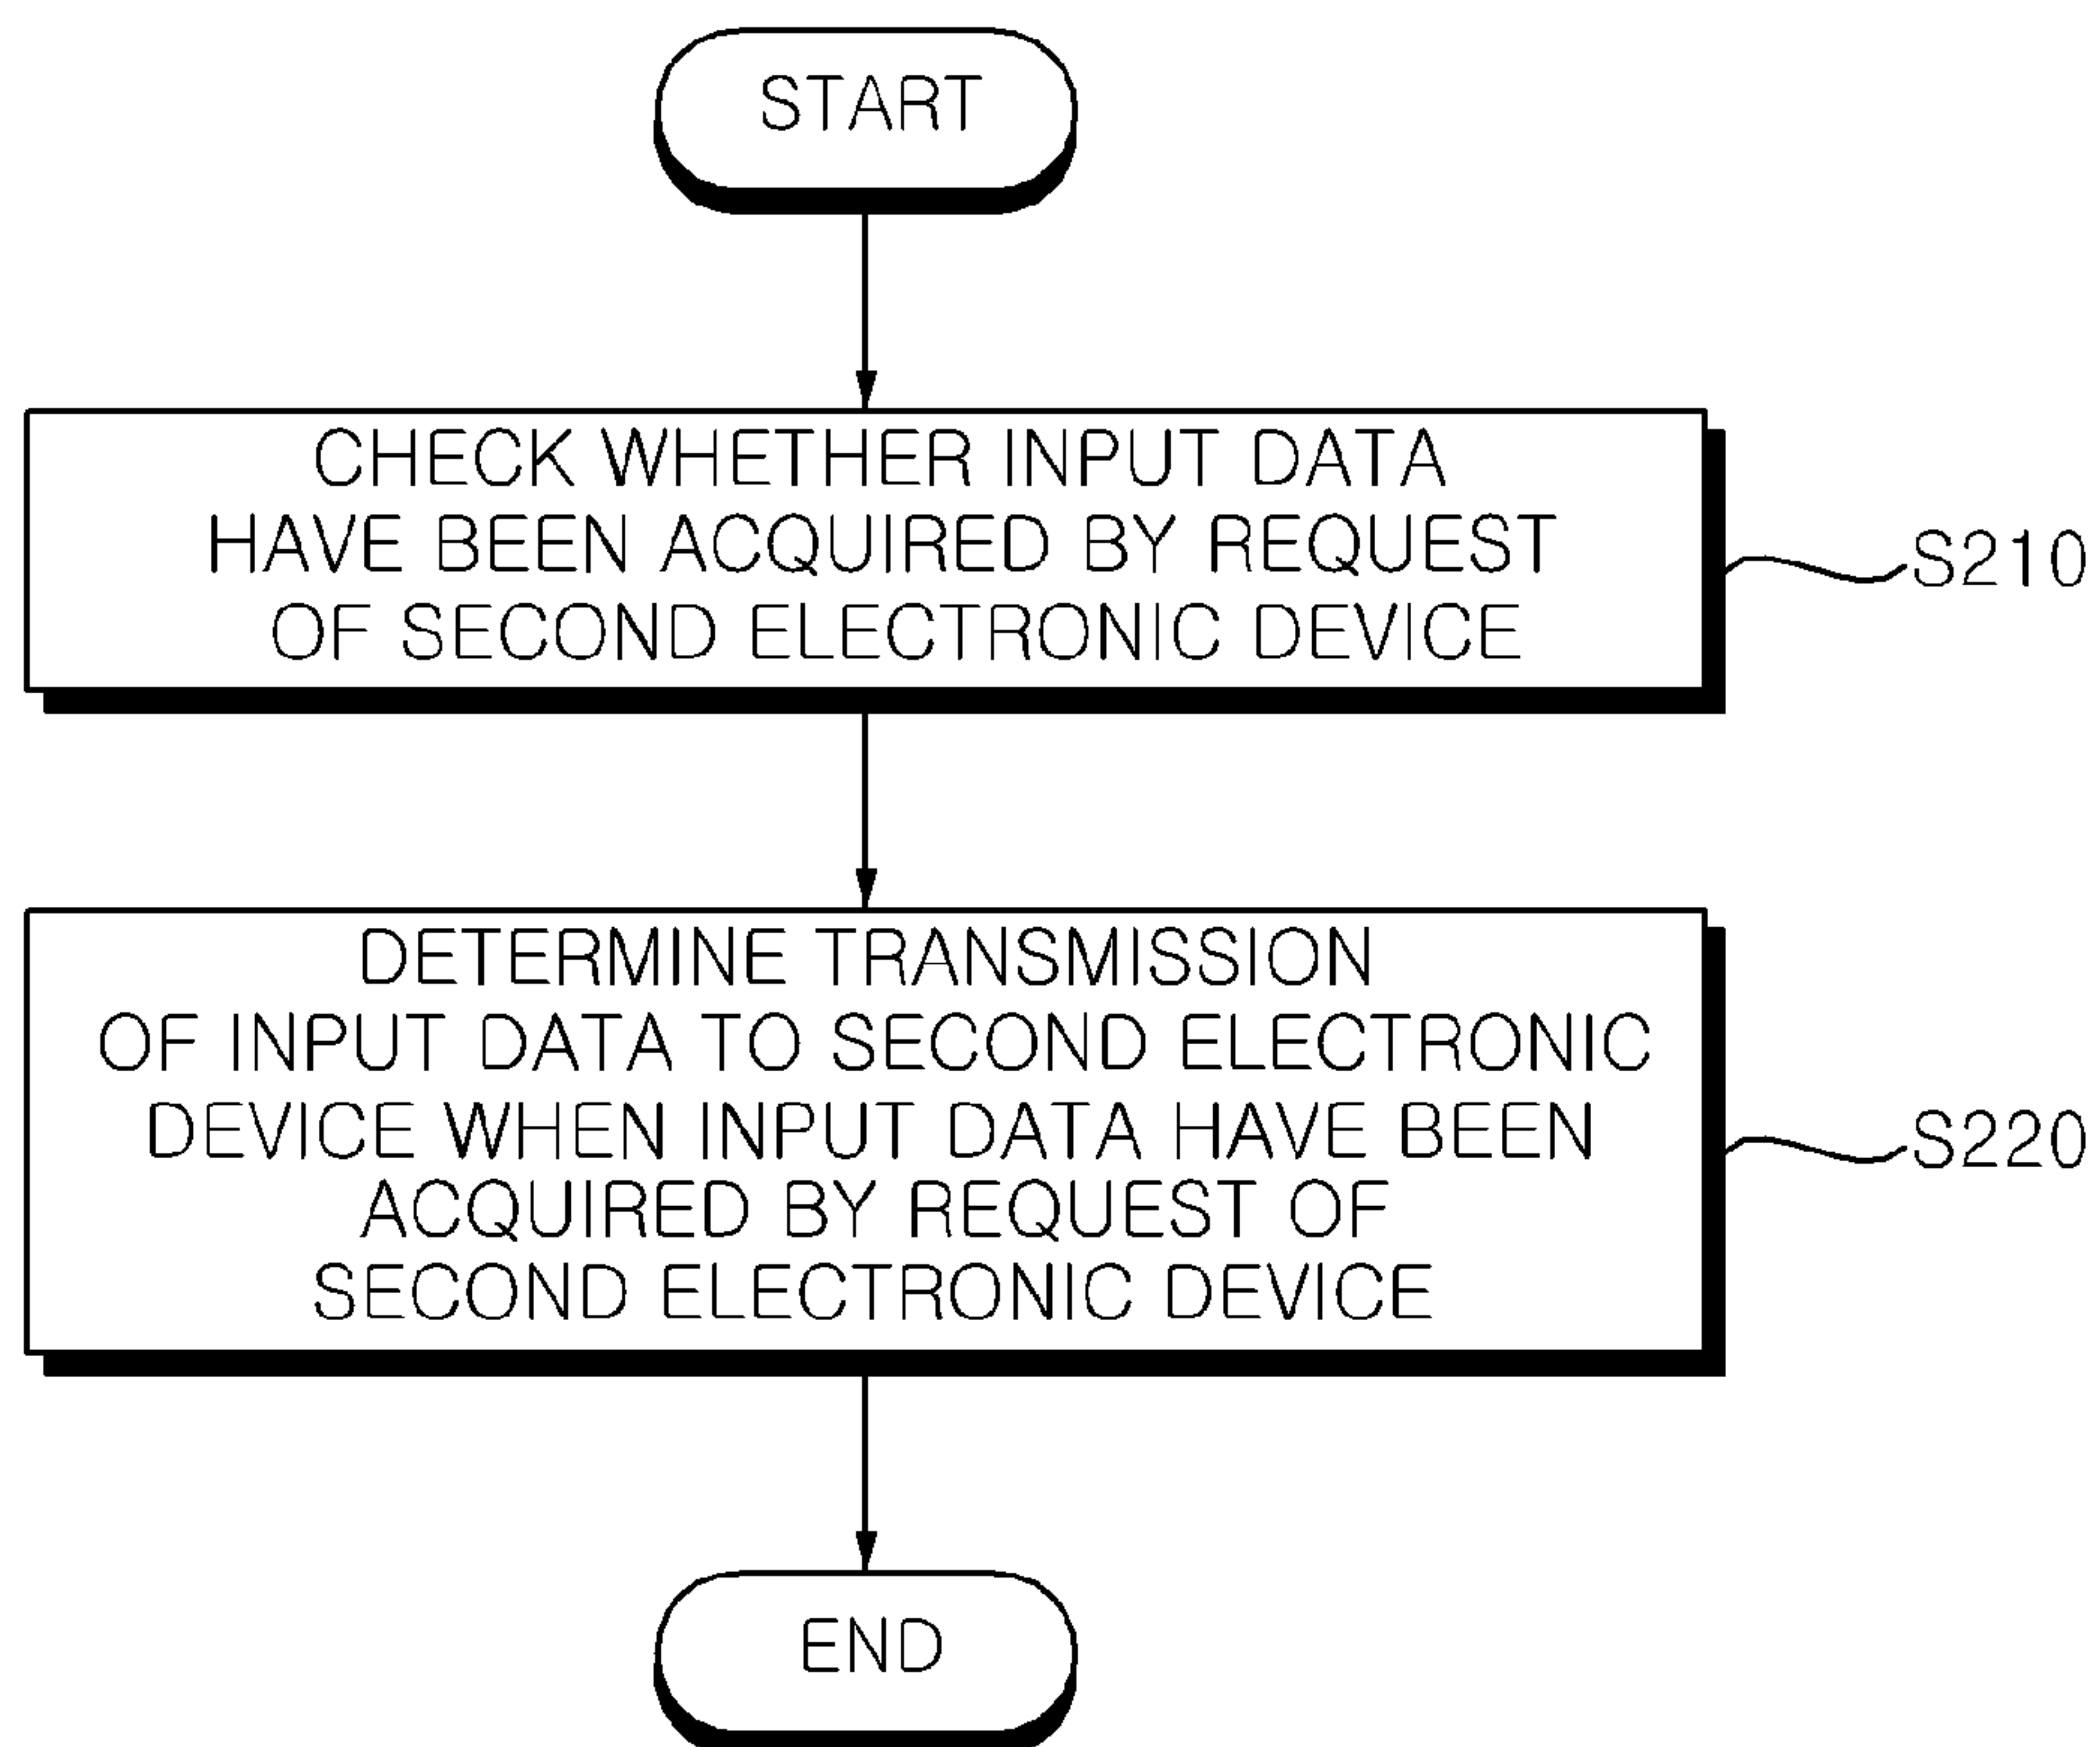 START
CHECK WHETHER INPUT DATA
HAVE BEEN ACQUIRED BY REQUEST
OF SECOND ELECTRONIC DEVICE
S210
DETERMINE TRANSMISSION
OF INPUT DATA TO SECOND ELECTRONIC
DEVICE WHEN INPUT DATA HAVE BEEN
ACQUIRED BY REQUEST OF
SECOND ELECTRONIC DEVICE
S220
END